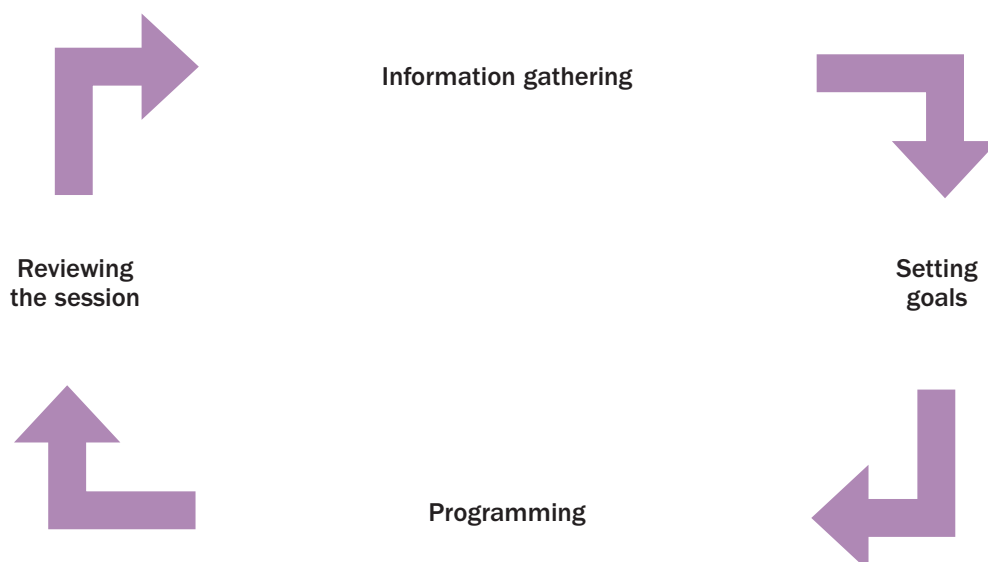 Information gathering
Setting
goals
Programming
Reviewing
the session